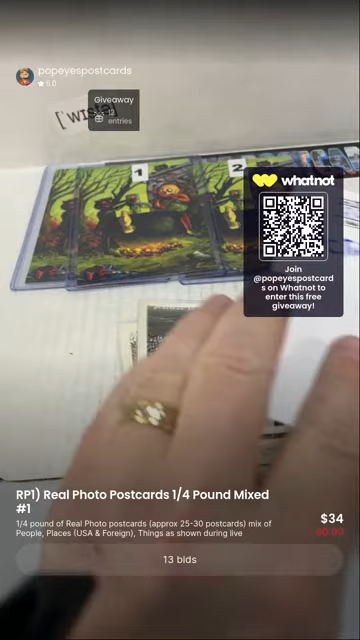 popeyespostcards
★5.0
Giveaway
entries
1
2
whatnot
Join
@popeyespostcard
s on Whatnot to
enter this free
giveaway!
RP1) Real Photo Postcards 1/4 Pound Mixed
#1
1/4 pound of Real Photo postcards (approx 25-30 postcards) mix of
People, Places (USA & Foreign), Things as shown during live
$34
13 bids